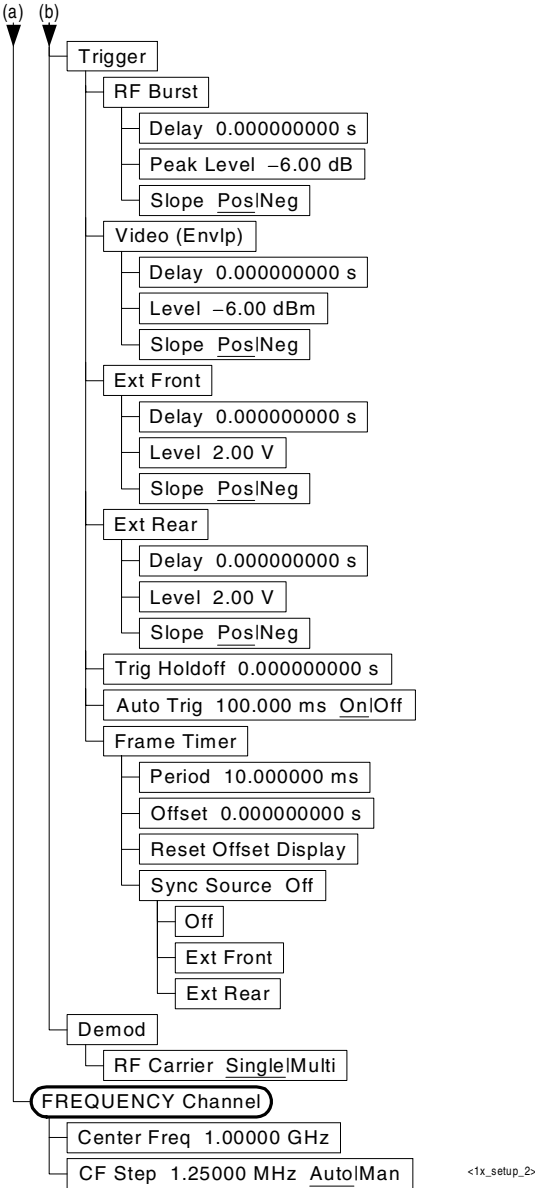 (a) (b)
Trigger
RF Burst
Delay 0.000000000 s
Peak Level –6.00 dB
Slope Pos|Neg
Video (Envlp)
Delay 0.000000000 s
Level –6.00 dBm
Slope Pos|Neg
Ext Front
Delay 0.000000000 s
Level 2.00 V
Slope Pos|Neg
Ext Rear
Delay 0.000000000 s
Level 2.00 V
Slope Pos|Neg
Trig Holdoff 0.000000000 s
Auto Trig 100.000 ms On|Off
Frame Timer
Period 10.000000 ms
Offset 0.000000000 s
Reset Offset Display
Sync Source Off
Off
Ext Front
Ext Rear
Demod
RF Carrier Single|Multi
FREQUENCY Channel
Center Freq 1.00000 GHz
CF Step 1.25000 MHz Auto|Man
<1x_setup_2>